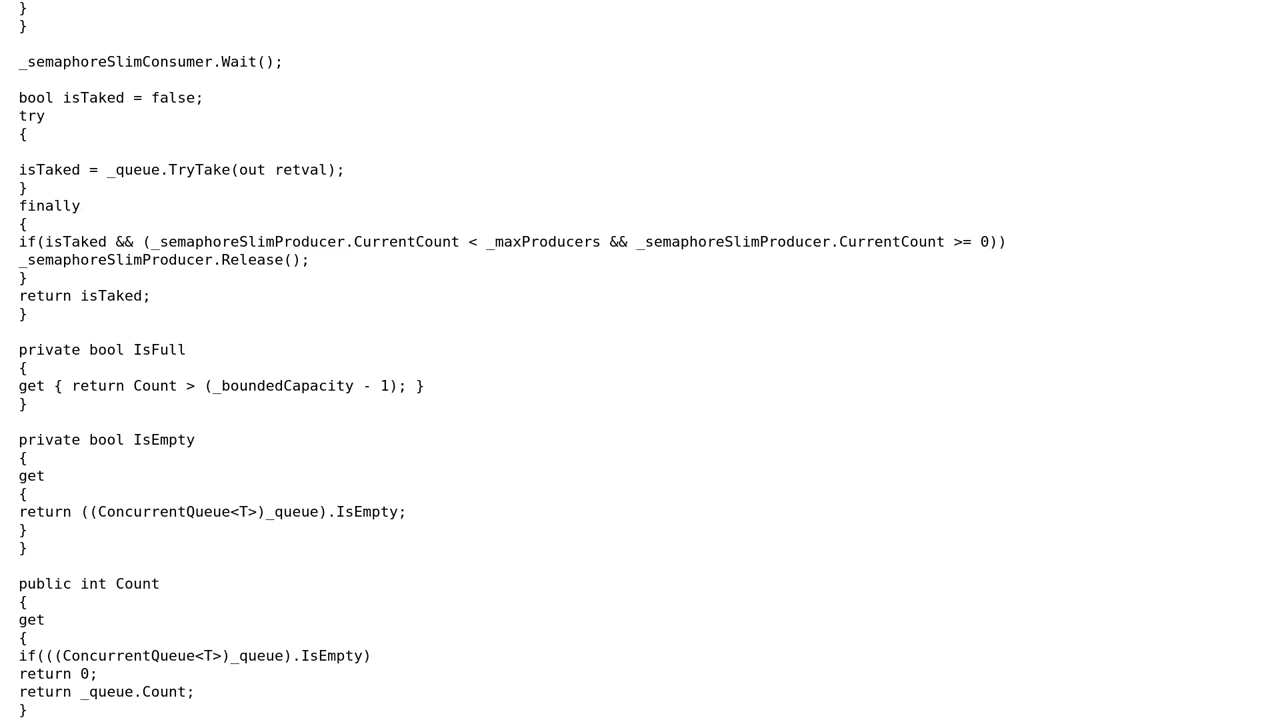 }
}
_semaphoreSlimConsumer.Wait();
bool isTaked = false;
try
{
isTaked = _queue.TryTake(out retval);
}
finally
{
if(isTaked && (_semaphoreSlimProducer.CurrentCount < _maxProducers && _semaphoreSlimProducer.CurrentCount >= 0))
_semaphoreSlimProducer.Release();
}
return isTaked;
}
private bool IsFull
{
get { return Count > (_boundedCapacity - 1); }
}
private bool IsEmpty
{
get
{
return ((ConcurrentQueue<T>)_queue).IsEmpty;
}
}
public int Count
{
get
{
if(((ConcurrentQueue<T>)_queue).IsEmpty)
return 0;
return _queue.Count;
}